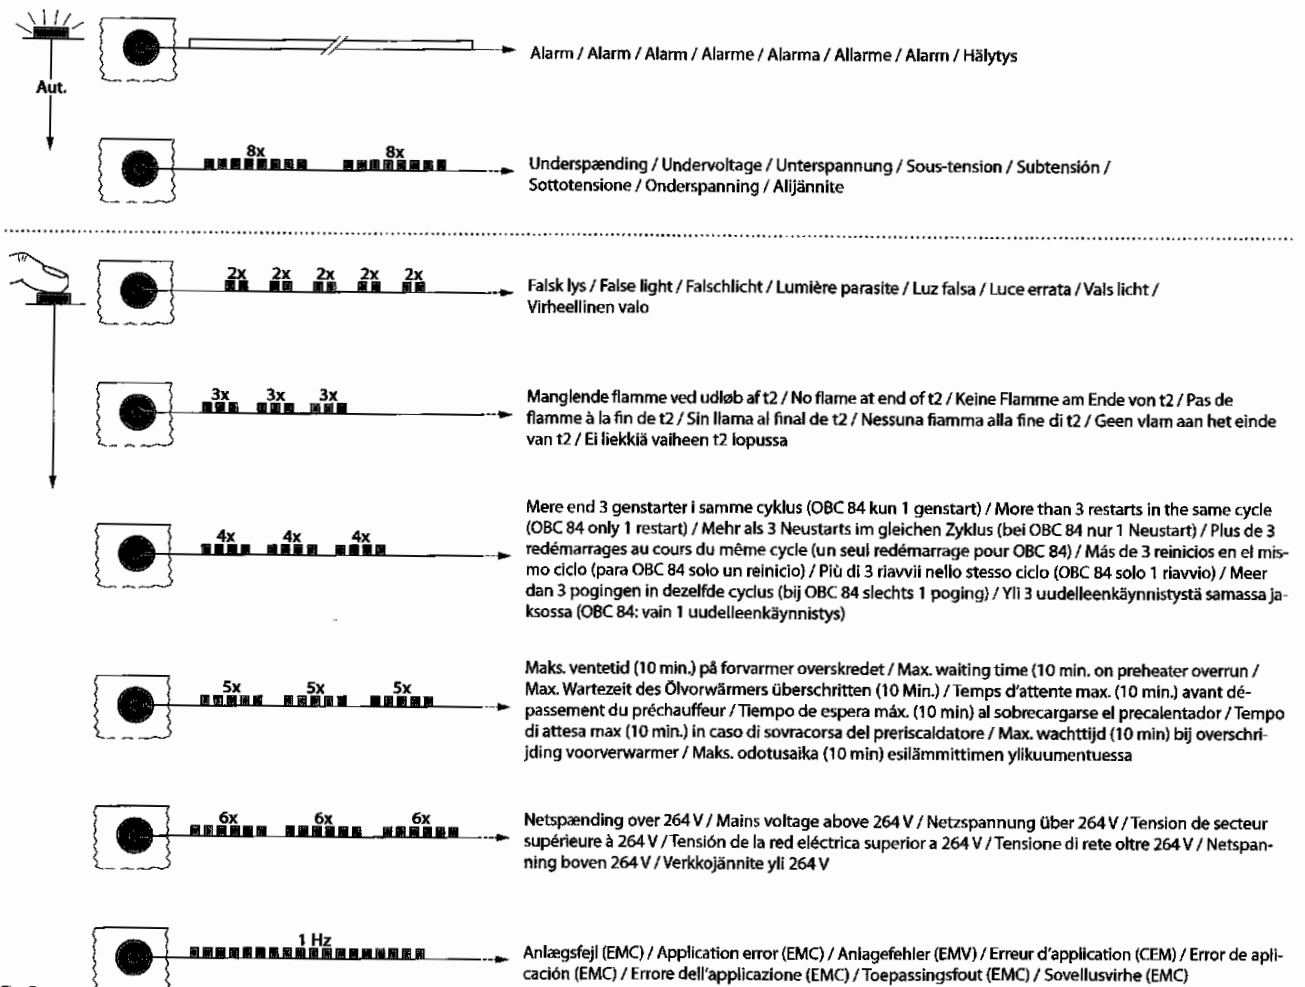 Alarm / Alarm / Alarm / Alarme / Alarma / Allarme / Alarm / Hälytys
Aut.
8x 8x
Underspænding / Undervoltage / Unterspannung / Sous-tension / Subtensión /
Sottotensione / Onderspanning / Alijännite
2x 2x 2x 2x 2x
Falsk lys / False light / Falschlicht / Lumière parasite / Luz falsa / Luce errata / Vals licht /
Virheellinen valo
3x 3x 3x
Manglende flamme ved udløb af t2 / No flame at end of t2 / Keine Flamme am Ende von t2 / Pas de
flamme à la fin de t2 / Sin llama al final de t2 / Nessuna fiamma alla fine di t2 / Geen vlam aan het einde
van t2 / Ei liekkiä vaiheen t2 lopussa
4x 4x 4x
Mere end 3 genstarter i samme cyklus (OBC 84 kun 1 genstart) / More than 3 restarts in the same cycle
(OBC 84 only 1 restart) / Mehr als 3 Neustarts im gleichen Zyklus (bei OBC 84 nur 1 Neustart) / Plus de 3
redémarrages au cours du même cycle (un seul redémarrage pour OBC 84) / Más de 3 reinicios en el mis-
mo ciclo (para OBC 84 solo un reinicio) / Più di 3 riavvii nello stesso ciclo (OBC 84 solo 1 riavvio) / Meer
dan 3 pogingen in dezelfde cyclus (bij OBC 84 slechts 1 poging) / Yli 3 uudelleenkäynnistystä samassa ja-
ksossa (OBC 84: vain 1 uudelleenkäynnistys)
5x 5x 5x
Maks. ventetid (10 min.) på forvarmer overskredet / Max. waiting time (10 min. on preheater overrun /
Max. Wartezeit des Ölvorwärmers überschritten (10 Min.) / Temps d'attente max. (10 min.) avant dé-
passement du préchauffeur / Tiempo de espera máx. (10 min) al sobrecargarse el precalentador / Tempo
di attesa max (10 min.) in caso di sovracorsa del preriscaldatore / Max. wachttijd (10 min) bij overschri-
jding voorverwarmer / Maks. odotusaika (10 min) esilämmittimen ylikuumentuessa
6x 6x 6x
Netspænding over 264 V / Mains voltage above 264 V / Netzspannung über 264 V / Tension de secteur
supérieure à 264 V / Tensión de la red eléctrica superior a 264 V / Tensione di rete oltre 264 V / Netspan-
ning boven 264 V / Verkkojännite yli 264 V
1 Hz
Anlægsfejl (EMC) / Application error (EMC) / Anlagefehler (EMV) / Erreur d'application (CEM) / Error de apli-
cación (EMC) / Errore dell'applicazione (EMC) / Toepassingsfout (EMC) / Sovellusvirhe (EMC)